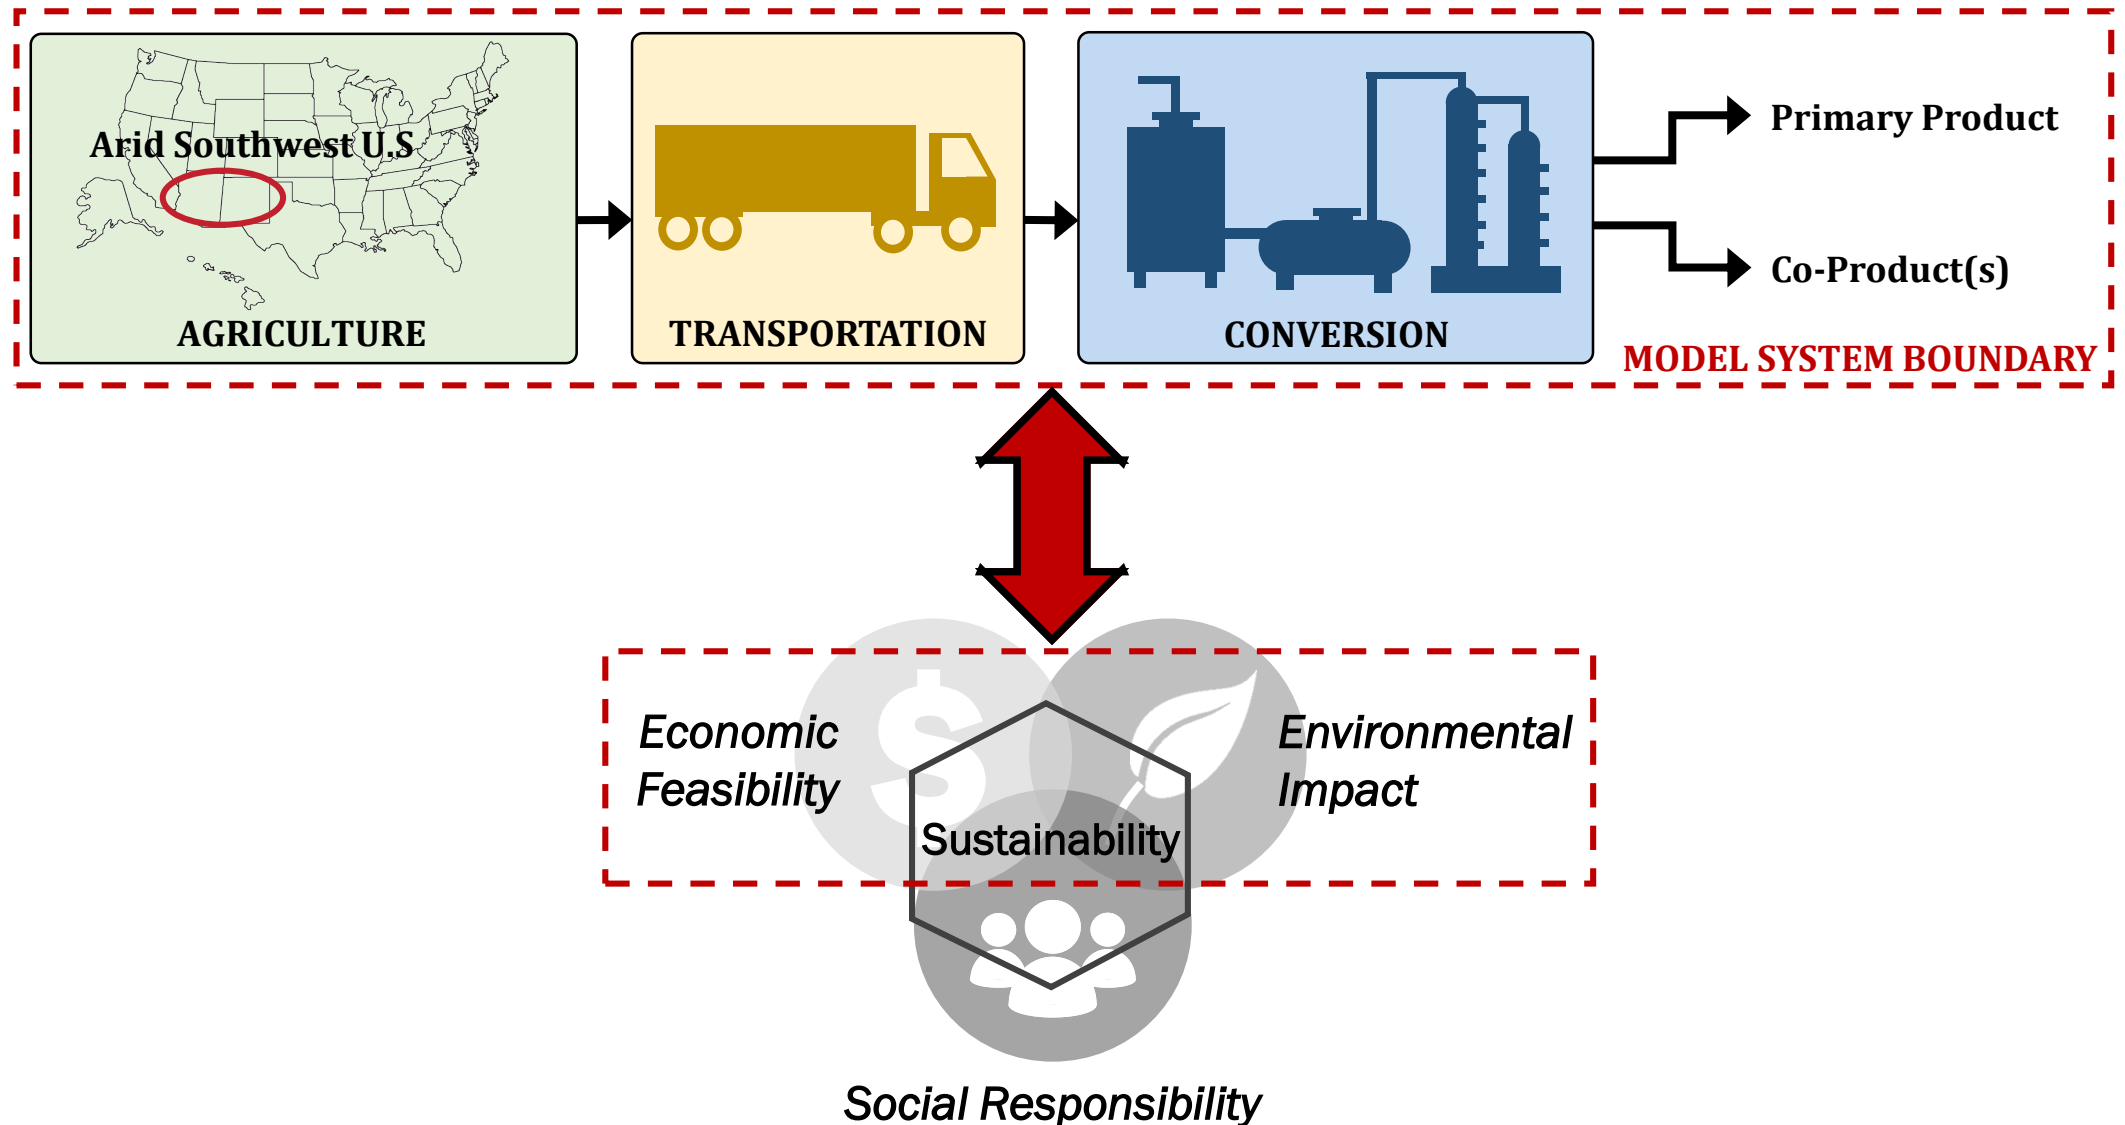 Arid Southwest U.S
AGRICULTURE
TRANSPORTATION
CONVERSION
Primary Product
Co-Product(s)
MODEL SYSTEM BOUNDARY
Economic
Feasibility
Environmental
Impact
Sustainability
Social Responsibility